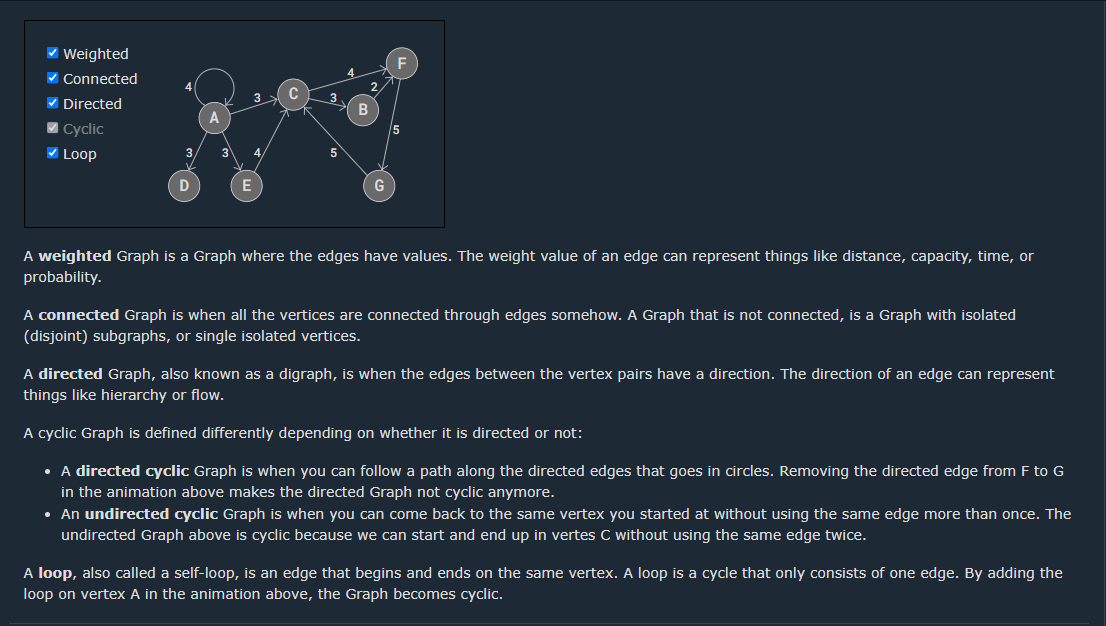 Weighted
Connected
Directed
Cyclic
Loop
4
A
3
C
4
F
3
B
2
5
3
3
4
5
D
E
G
A weighted Graph is a Graph where the edges have values. The weight value of an edge can represent things like distance, capacity, time, or
probability.
A connected Graph is when all the vertices are connected through edges somehow. A Graph that is not connected, is a Graph with isolated
(disjoint) subgraphs, or single isolated vertices.
A directed Graph, also known as a digraph, is when the edges between the vertex pairs have a direction. The direction of an edge can represent
things like hierarchy or flow.
A cyclic Graph is defined differently depending on whether it is directed or not:
• A directed cyclic Graph is when you can follow a path along the directed edges that goes in circles. Removing the directed edge from F to G
in the animation above makes the directed Graph not cyclic anymore.
• An undirected cyclic Graph is when you can come back to the same vertex you started at without using the same edge more than once. The
undirected Graph above is cyclic because we can start and end up in vertes C without using the same edge twice.
A loop, also called a self-loop, is an edge that begins and ends on the same vertex. A loop is a cycle that only consists of one edge. By adding the
loop on vertex A in the animation above, the Graph becomes cyclic.